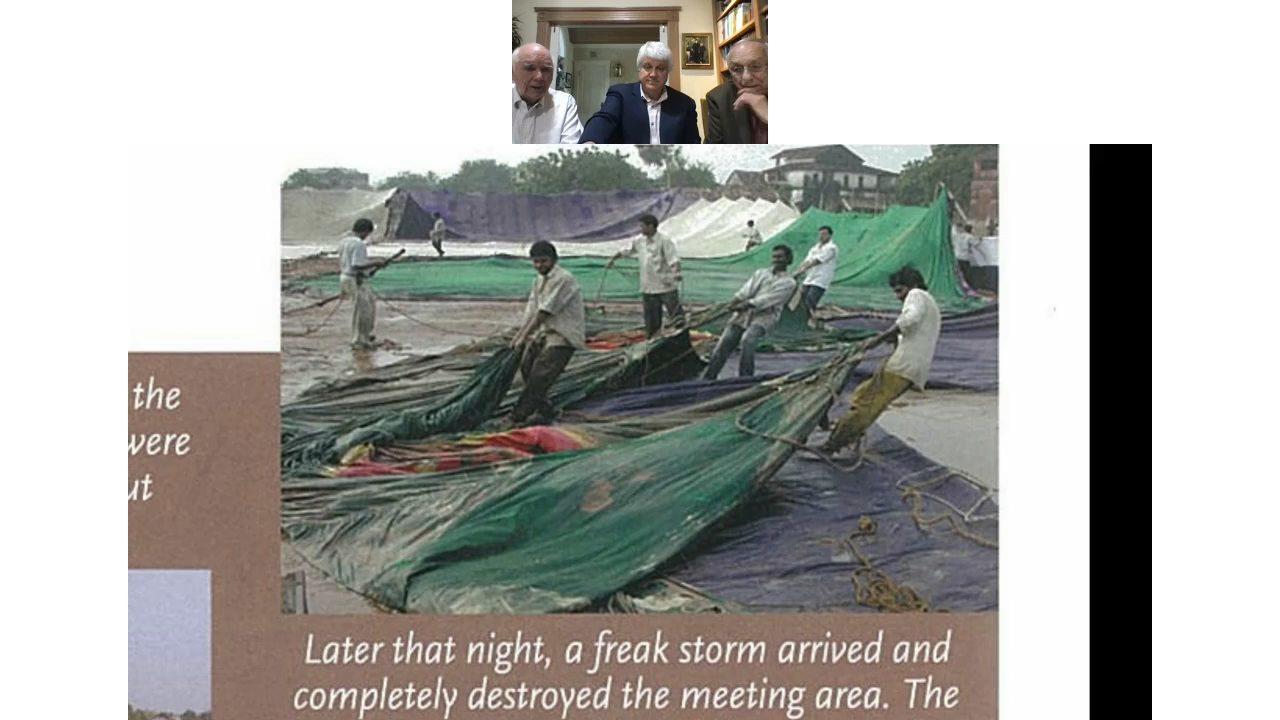 the
were
ut
Later that night, a freak storm arrived and
completely destroyed the meeting area. The